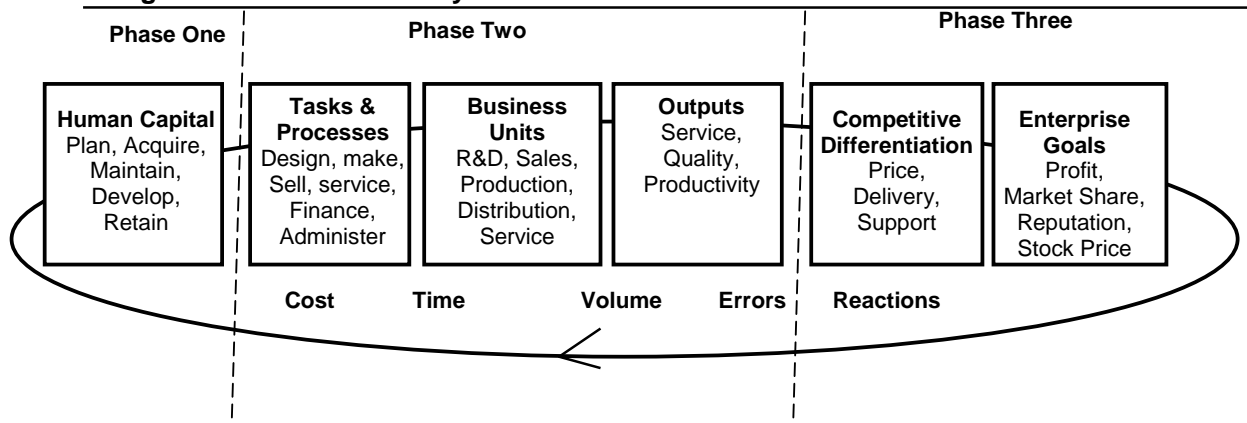 Phase One
Phase Two
Phase Three
Human Capital
Plan, Acquire,
Maintain,
Develop,
Retain
Tasks &
Processes
Design, make,
Sell, service,
Finance,
Administer
Business
Units
R&D, Sales,
Production,
Distribution,
Service
Outputs
Service,
Quality,
Productivity
Competitive
Differentiation
Price,
Delivery,
Support
Enterprise
Goals
Profit,
Market Share,
Reputation,
Stock Price
Cost Time Volume Errors Reactions